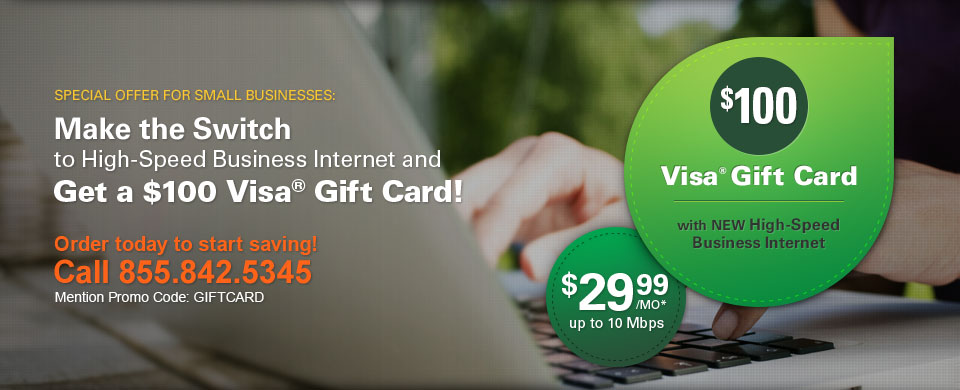 SPECIAL OFFER FOR SMALL BUSINESSES:
Make the Switch
to High-Speed Business Internet and
Get a $100 Visa® Gift Card!
Order today to start saving!
Call 855.842.5345
Mention Promo Code: GIFTCARD
$100
Visa® Gift Card
with NEW High-Speed
Business Internet
$29.99
/MO*
up to 10 Mbps